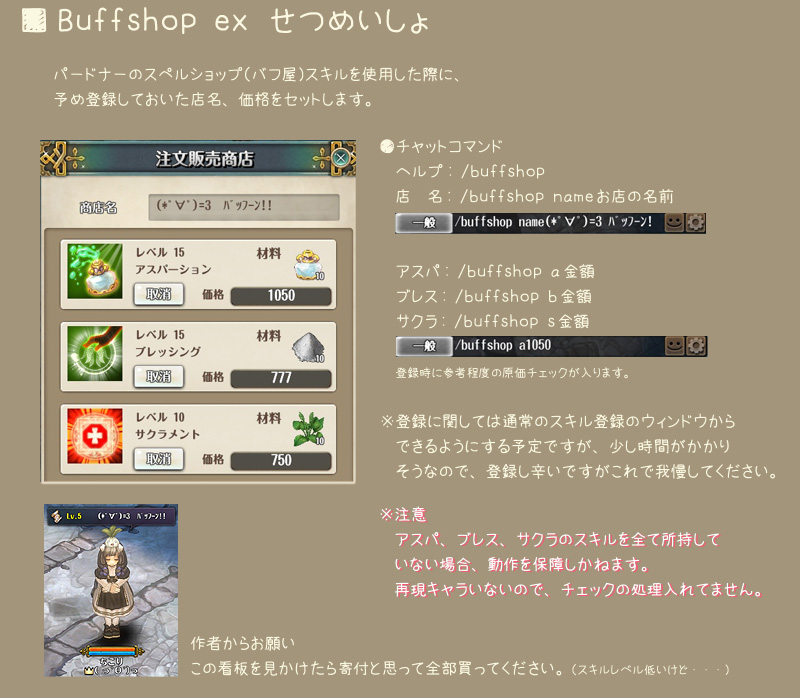 Buffshop ex せつめいしょ
パードナーのスペルショップ(バフ屋)スキルを使用した際に、
予め登録しておいた店名、価格をセットします。
注文販売商店
商店名
(*ﾟ∀ﾟ)=3 ﾊﾞｯﾌｰﾝ!!
レベル 15
アスパーション
材料
10
取消
価格
1050
レベル 15
ブレッシング
材料
10
取消
価格
777
レベル 10
サクラメント
材料
10
取消
価格
750
●チャットコマンド
ヘルプ：/buffshop
店 名：/buffshop nameお店の名前
一般 /buffshop name(*ﾟ∀ﾟ)=3 ﾊﾞｯﾌｰﾝ!
アスパ：/buffshop a金額
ブレス：/buffshop b金額
サクラ：/buffshop s金額
一般 /buffshop a1050
登録時に参考程度の原価チェックが入ります。
※登録に関しては通常のスキル登録のウィンドウから
できるようにする予定ですが、少し時間がかかり
そうなので、登録し辛いですがこれで我慢してください。
※注意
アスパ、ブレス、サクラのスキルを全て所持して
いない場合、動作を保障しかねます。
再現キャラいないので、チェックの処理入れてません。
Lv.5 (*ﾟ∀ﾟ)=3 ﾊﾞｯﾌｰﾝ!!
作者からお願い
この看板を見かけたら寄付と思って全部買ってください。(スキルレベル低いけど・・・)